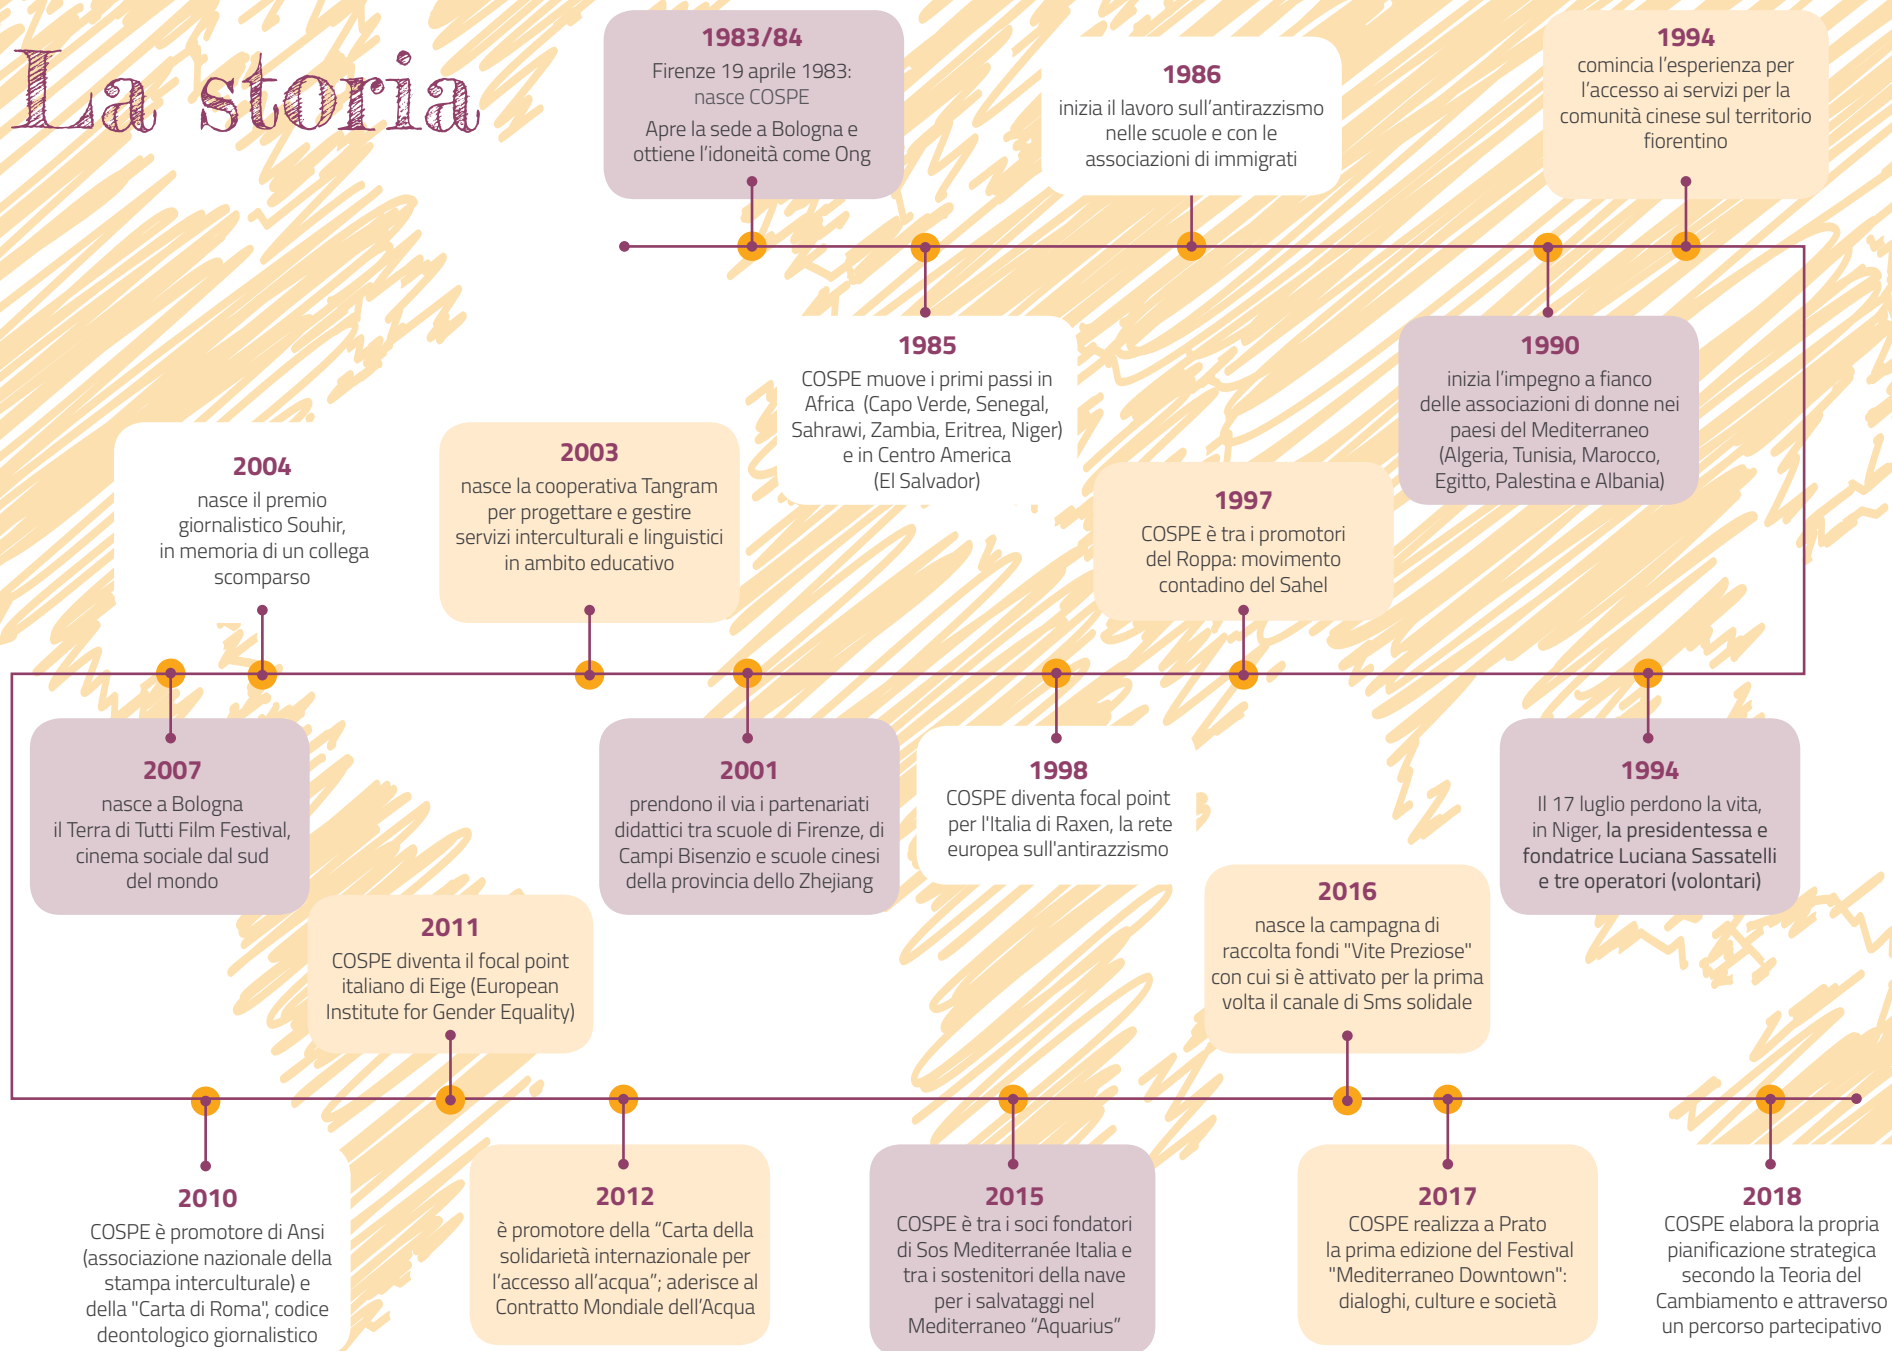 La storia
1983/84
Firenze 19 aprile 1983:
nasce COSPE
Apre la sede a Bologna e
ottiene l'idoneità come Ong
1985
COSPE muove i primi passi in
Africa (Capo Verde, Senegal,
Sahrawi, Zambia, Eritrea, Niger)
e in Centro America
(El Salvador)
1986
inizia il lavoro sull'antirazzismo
nelle scuole e con le
associazioni di immigrati
1990
inizia l'impegno a fianco
delle associazioni di donne nei
paesi del Mediterraneo
(Algeria, Tunisia, Marocco,
Egitto, Palestina e Albania)
1994
comincia l'esperienza per
l'accesso ai servizi per la
comunità cinese sul territorio
fiorentino
1994
Il 17 luglio perdono la vita,
in Niger, la presidentessa e
fondatrice Luciana Sassatelli
e tre operatori (volontari)
1997
COSPE è tra i promotori
del Roppa: movimento
contadino del Sahel
1998
COSPE diventa focal point
per l'Italia di Raxen, la rete
europea sull'antirazzismo
2001
prendono il via i partenariati
didattici tra scuole di Firenze, di
Campi Bisenzio e scuole cinesi
della provincia dello Zhejiang
2003
nasce la cooperativa Tangram
per progettare e gestire
servizi interculturali e linguistici
in ambito educativo
2004
nasce il premio
giornalistico Souhir,
in memoria di un collega
scomparso
2007
nasce a Bologna
il Terra di Tutti Film Festival,
cinema sociale dal sud
del mondo
2010
COSPE è promotore di Ansi
(associazione nazionale della
stampa interculturale) e
della "Carta di Roma", codice
deontologico giornalistico
2011
COSPE diventa il focal point
italiano di Eige (European
Institute for Gender Equality)
2012
è promotore della “Carta della
solidarietà internazionale per
l'accesso all'acqua”; aderisce al
Contratto Mondiale dell'Acqua
2015
COSPE è tra i soci fondatori
di Sos Mediterranée Italia e
tra i sostenitori della nave
per i salvataggi nel
Mediterraneo “Aquarius”
2016
nasce la campagna di
raccolta fondi "Vite Preziose"
con cui si è attivato per la prima
volta il canale di Sms solidale
2017
COSPE realizza a Prato
la prima edizione del Festival
"Mediterraneo Downtown":
dialoghi, culture e società
2018
COSPE elabora la propria
pianificazione strategica
secondo la Teoria del
Cambiamento e attraverso
un percorso partecipativo